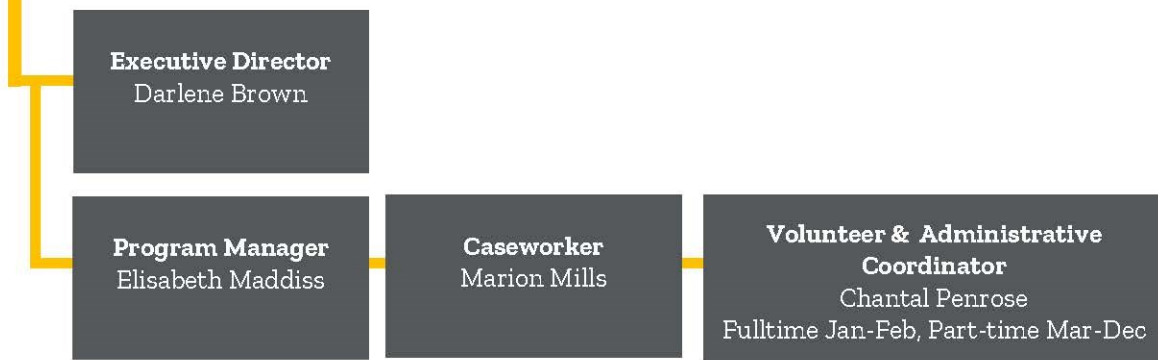 Executive Director
Darlene Brown
Program Manager
Elisabeth Maddiss
Caseworker
Marion Mills
Volunteer & Administrative
Coordinator
Chantal Penrose
Fulltime Jan-Feb, Part-time Mar-Dec